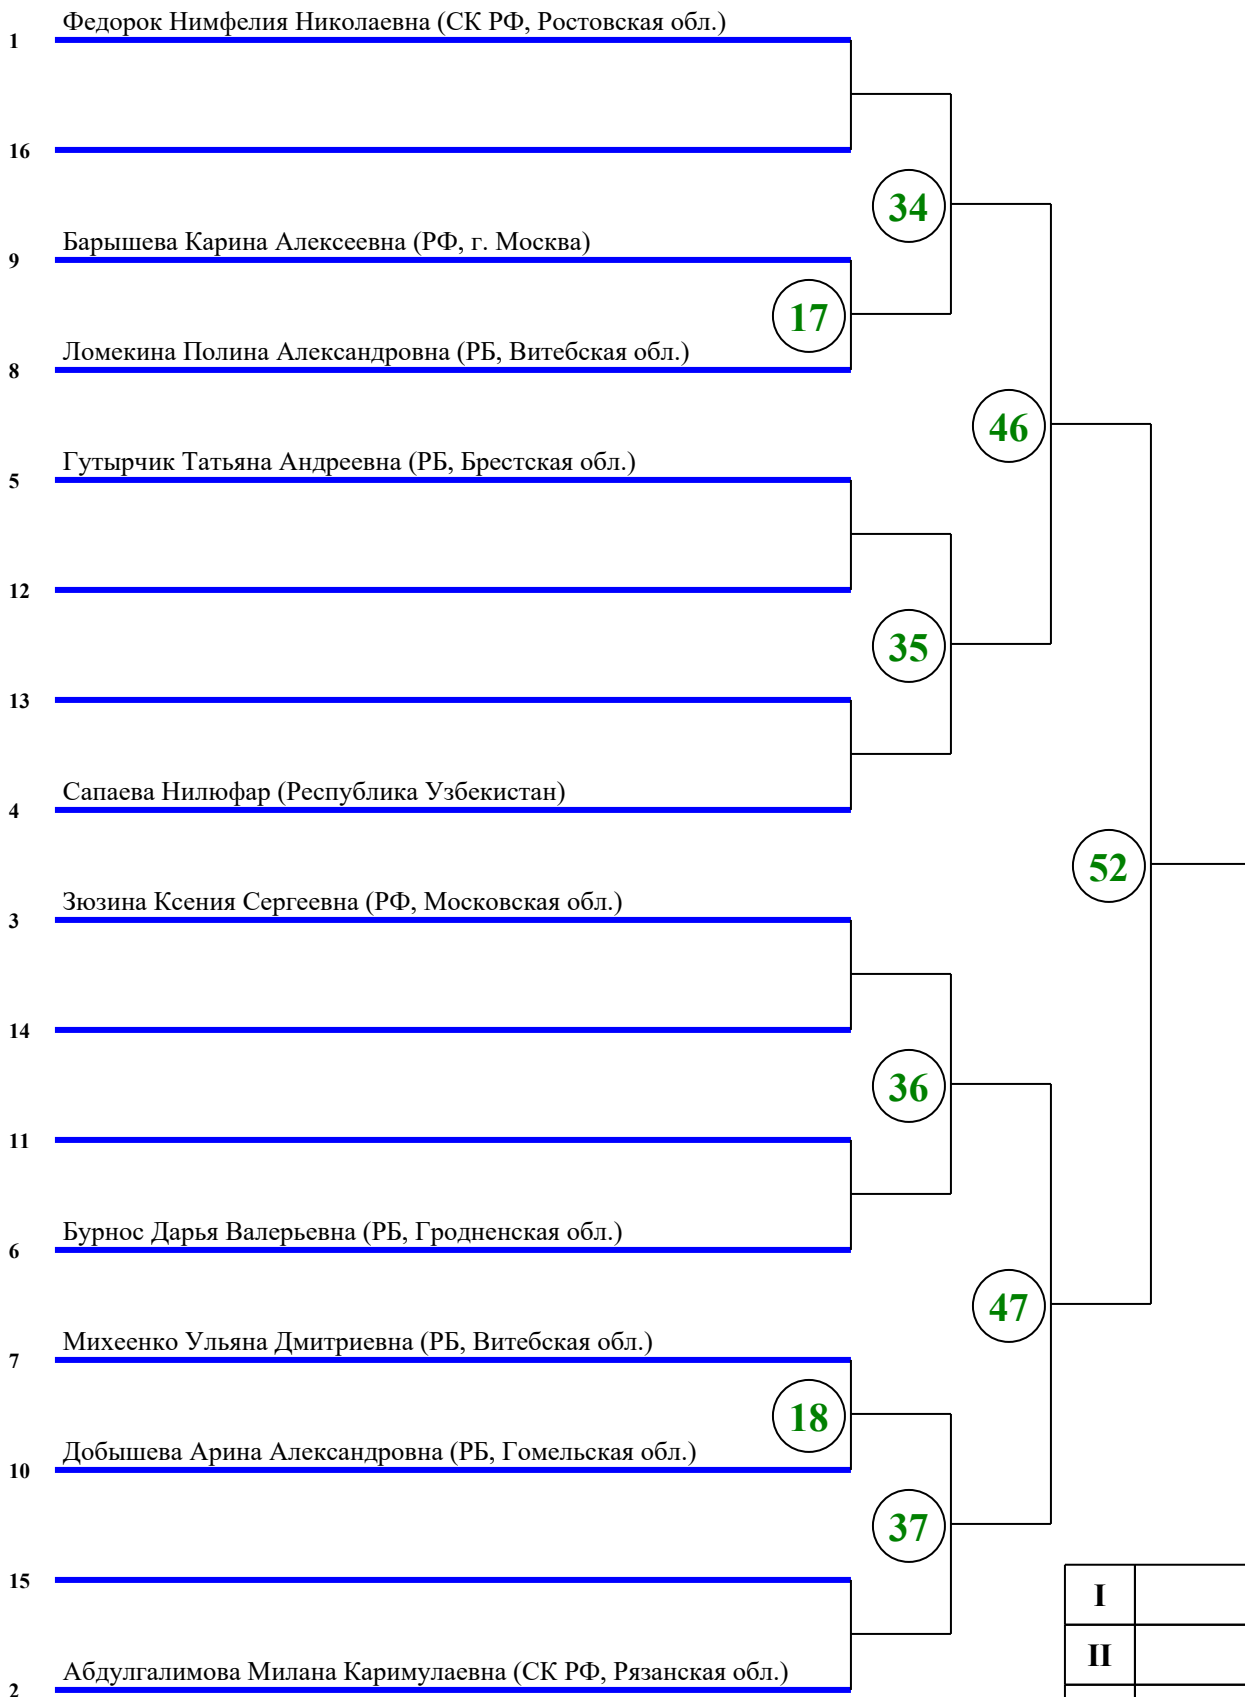 Федорок Нимфелия Николаевна (СК РФ, Ростовская обл.)
1
16
34
Барышева Карина Алексеевна (РФ, г. Москва)
9
17
Ломекина Полина Александровна (РБ, Витебская обл.)
8
46
Гутырчик Татьяна Андреевна (РБ, Брестская обл.)
5
12
35
13
Сапаева Нилюфар (Республика Узбекистан)
4
52
Зюзина Ксения Сергеевна (РФ, Московская обл.)
3
14
36
11
Бурнос Дарья Валерьевна (РБ, Гродненская обл.)
6
47
Михеенко Ульяна Дмитриевна (РБ, Витебская обл.)
7
18
Добышева Арина Александровна (РБ, Гомельская обл.)
10
37
15
I
II
Абдулгалимова Милана Каримулаевна (СК РФ, Рязанская обл.)
2